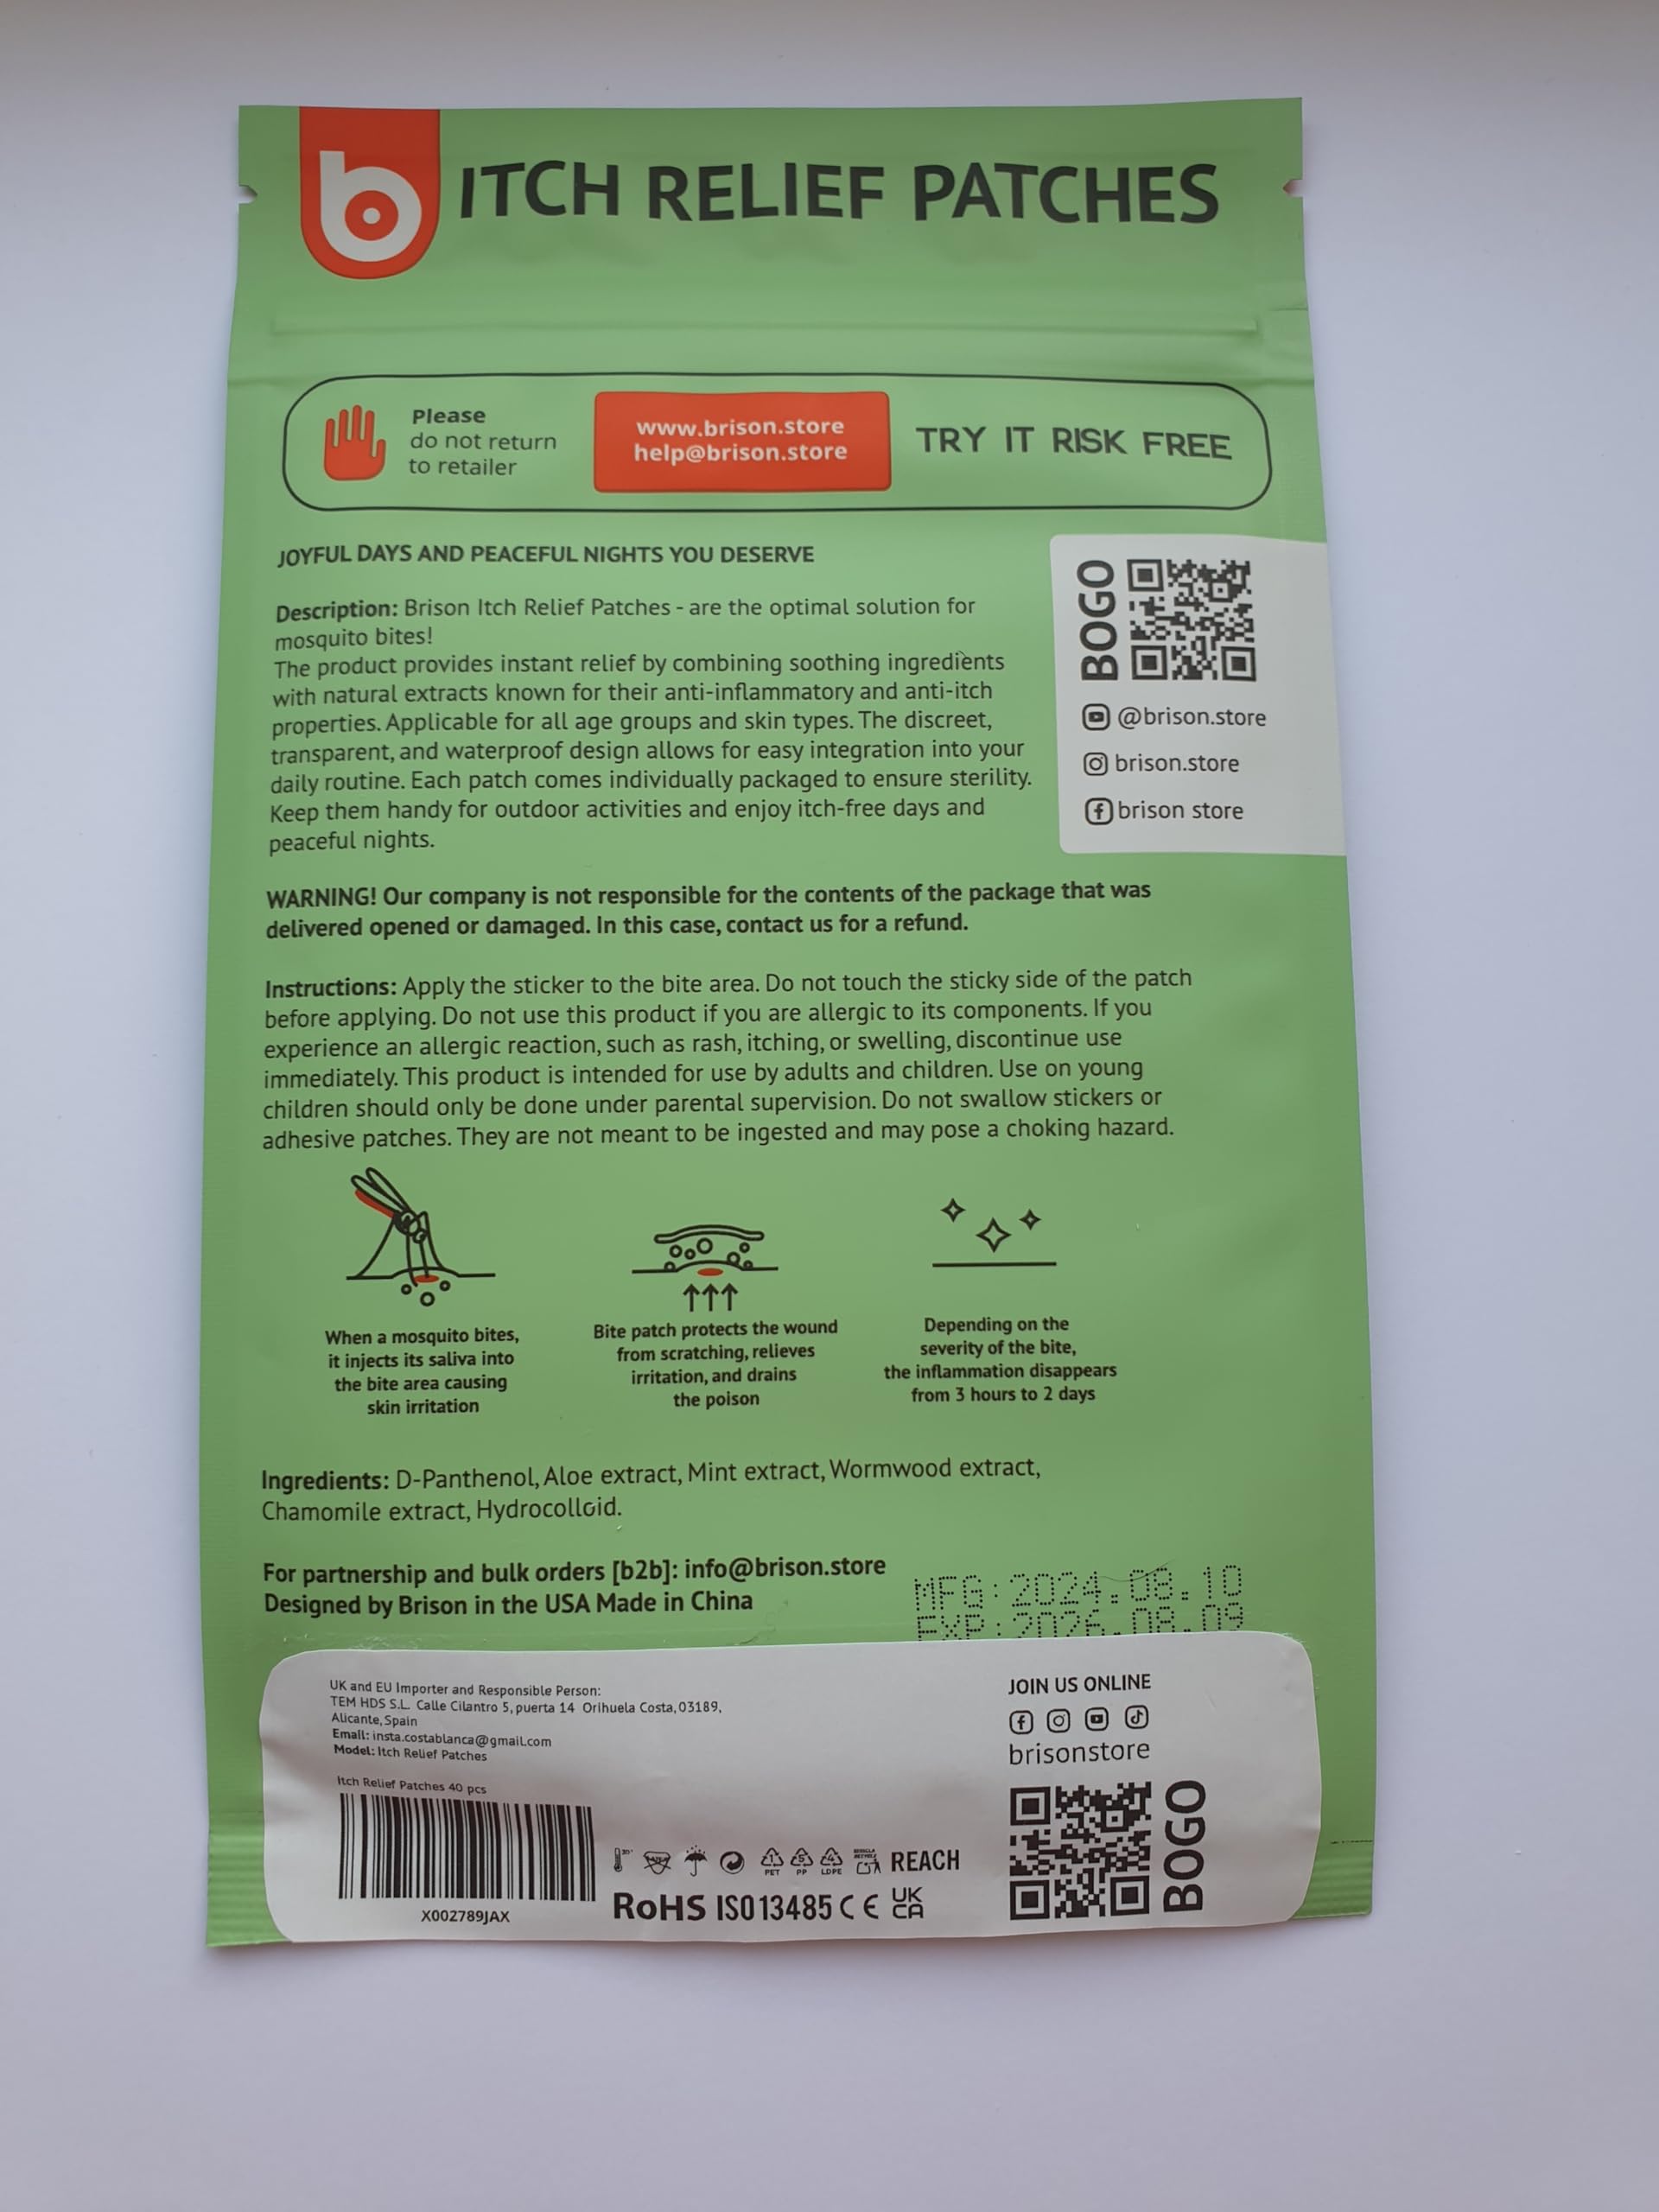 b ITCH RELIEF PATCHES
Please
do not return
to retailer
www.brison.store
help@brison.store
TRY IT RISK FREE
JOYFUL DAYS AND PEACEFUL NIGHTS YOU DESERVE
Description: Brison Itch Relief Patches - are the optimal solution for
mosquito bites!
The product provides instant relief by combining soothing ingredients
with natural extracts known for their anti-inflammatory and anti-itch
properties. Applicable for all age groups and skin types. The discreet,
transparent, and waterproof design allows for easy integration into your
daily routine. Each patch comes individually packaged to ensure sterility.
Keep them handy for outdoor activities and enjoy itch-free days and
peaceful nights.
BOGO
@brison.store
brison.store
brison store
WARNING! Our company is not responsible for the contents of the package that was
delivered opened or damaged. In this case, contact us for a refund.
Instructions: Apply the sticker to the bite area. Do not touch the sticky side of the patch
before applying. Do not use this product if you are allergic to its components. If you
experience an allergic reaction, such as rash, itching, or swelling, discontinue use
immediately. This product is intended for use by adults and children. Use on young
children should only be done under parental supervision. Do not swallow stickers or
adhesive patches. They are not meant to be ingested and may pose a choking hazard.
When a mosquito bites,
it injects its saliva into
the bite area causing
skin irritation
Bite patch protects the wound
from scratching, relieves
irritation, and drains
the poison
Depending on the
severity of the bite,
the inflammation disappears
from 3 hours to 2 days
Ingredients: D-Panthenol, Aloe extract, Mint extract, Wormwood extract,
Chamomile extract, Hydrocolloid.
For partnership and bulk orders [b2b]: info@brison.store
Designed by Brison in the USA Made in China
MFG:2024.08.10
EXP:2026.08.09
UK and EU Importer and Responsible Person:
TEM HDS S.L. Calle Cilantro 5, puerta 14 Orihuela Costa, 03189,
Alicante, Spain
Email: insta.costablanca@gmail.com
Model: Itch Relief Patches
Itch Relief Patches 40 pcs
X002789JAX
1 PET
5 PP
4 LDPE
REACH
RoHS ISO13485 CE UKCA
JOIN US ONLINE
brisonstore
BOGO